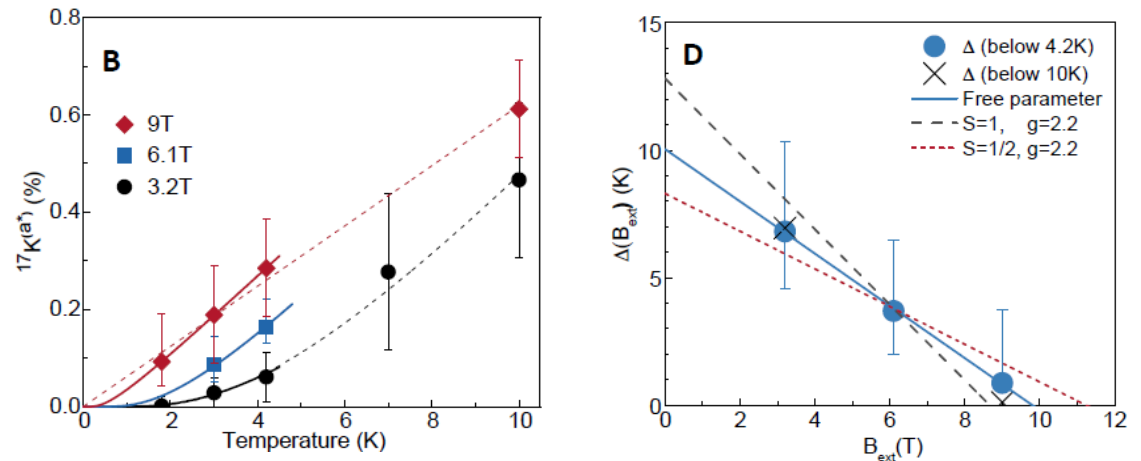 B
0.8
0.6
0.4
0.2
0.0
¹⁷K⁽ᵃ*⁾ (%)
9T
6.1T
3.2T
0 2 4 6 8 10
Temperature (K)
D
15
10
5
0
Δ(B_ext) (K)
Δ (below 4.2K)
Δ (below 10K)
Free parameter
S=1, g=2.2
S=1/2, g=2.2
0 2 4 6 8 10 12
B_ext(T)